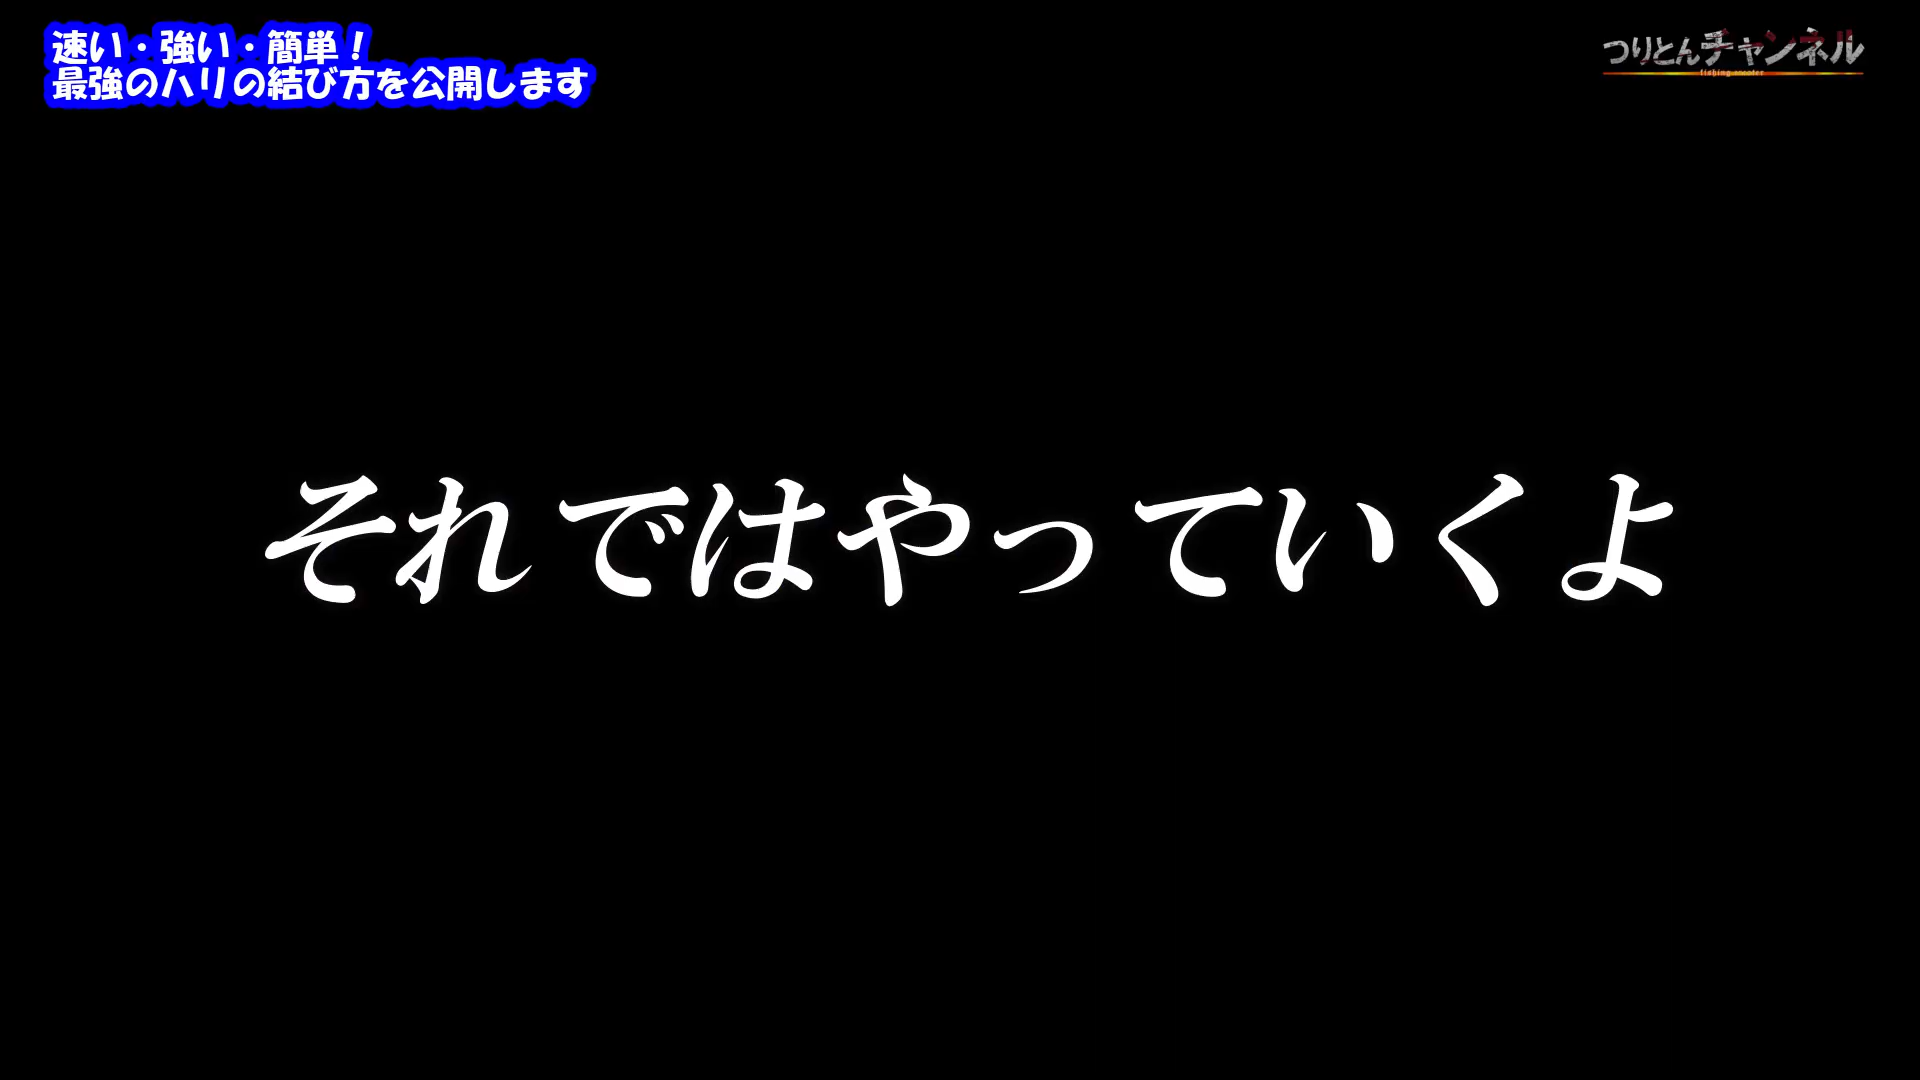 速い・強い・簡単！
最強のハリの結び方を公開します
つりとんチャンネル
それではやっていくよ